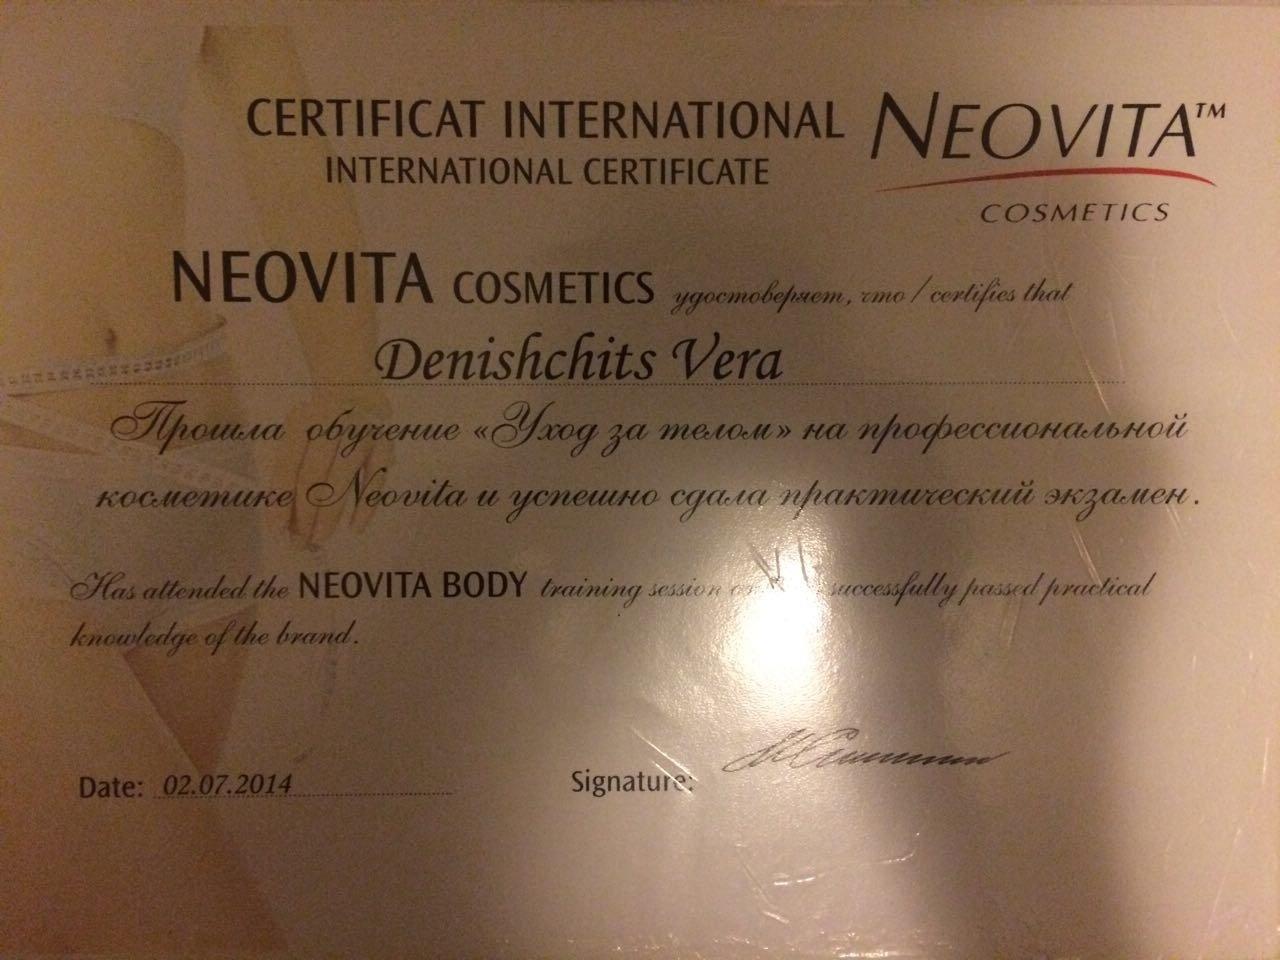 CERTIFICAT INTERNATIONAL
INTERNATIONAL CERTIFICATE
NEOVITA™
COSMETICS
NEOVITA COSMETICS удостоверяет, что / certifies that
Denishchits Vera
Прошла обучение «Уход за телом» на профессиональной
косметике Neovita и успешно сдала практический экзамен.
Has attended the NEOVITA BODY training session successfully passed practical
knowledge of the brand.
Date: 02.07.2014
Signature: